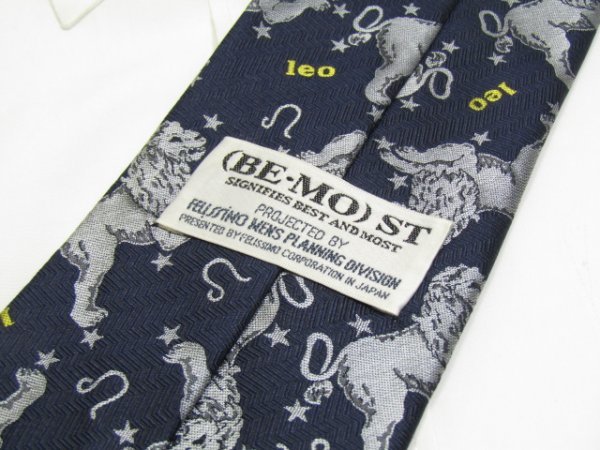 leo
leo
(BE-MO) ST
SIGNIFIES BEST AND MOST
PROJECTED BY
FELISSIMO MENS PLANNING DIVISION
PRESENTED BY FELISSIMO CORPORATION IN JAPAN